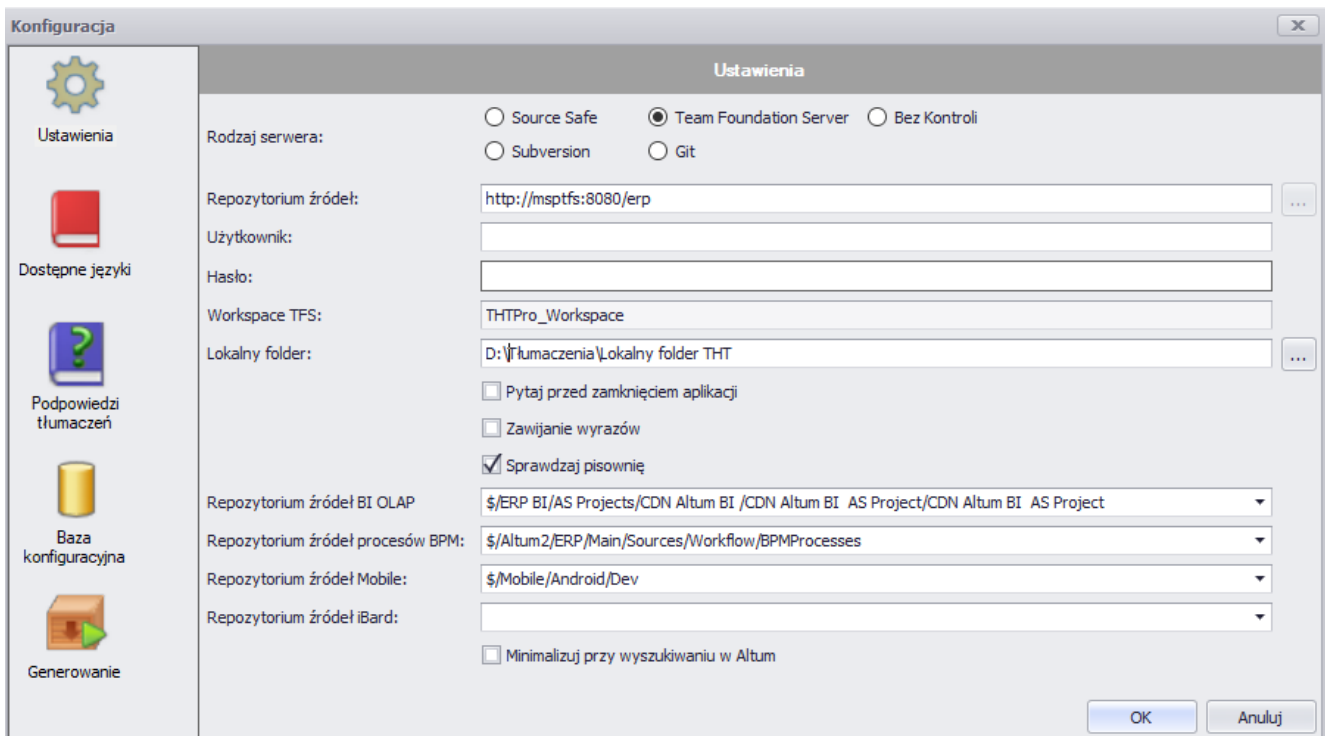 Konfiguracja
Ustawienia
Dostępne języki
Podpowiedzi
tłumaczeń
Baza
konfiguracyjna
Generowanie
Ustawienia
Rodzaj serwera:
Source Safe Team Foundation Server Bez Kontroli
Subversion Git
Repozytorium źródeł: http://msptfs:8080/erp ...
Użytkownik:
Hasło:
Workspace TFS: THTPro_Workspace
Lokalny folder: D:\Tłumaczenia\Lokalny folder THT ...
Pytaj przed zamknięciem aplikacji
Zawijanie wyrazów
Sprawdzaj pisownię
Repozytorium źródeł BI OLAP $/ERP BI/AS Projects/CDN Altum BI /CDN Altum BI AS Project/CDN Altum BI AS Project
Repozytorium źródeł procesów BPM: $/Altum2/ERP/Main/Sources/Workflow/BPMProcesses
Repozytorium źródeł Mobile: $/Mobile/Android/Dev
Repozytorium źródeł iBard:
Minimalizuj przy wyszukiwaniu w Altum
OK Anuluj